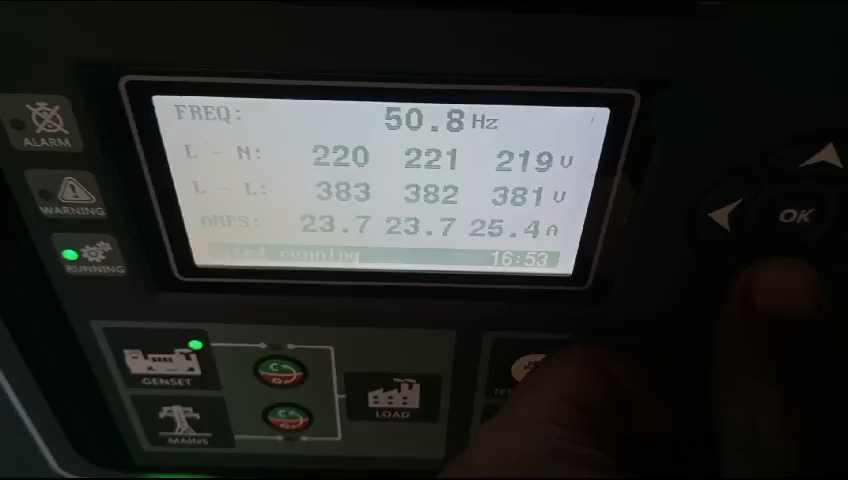 FREQ: 50.8 Hz
L - N: 220 221 219 V
L - L: 383 382 381 V
AMPS: 23.7 23.7 25.4 A
running 16:53
ALARM
WARNING
RUNNING
OK
GENSET
MAINS
LOAD